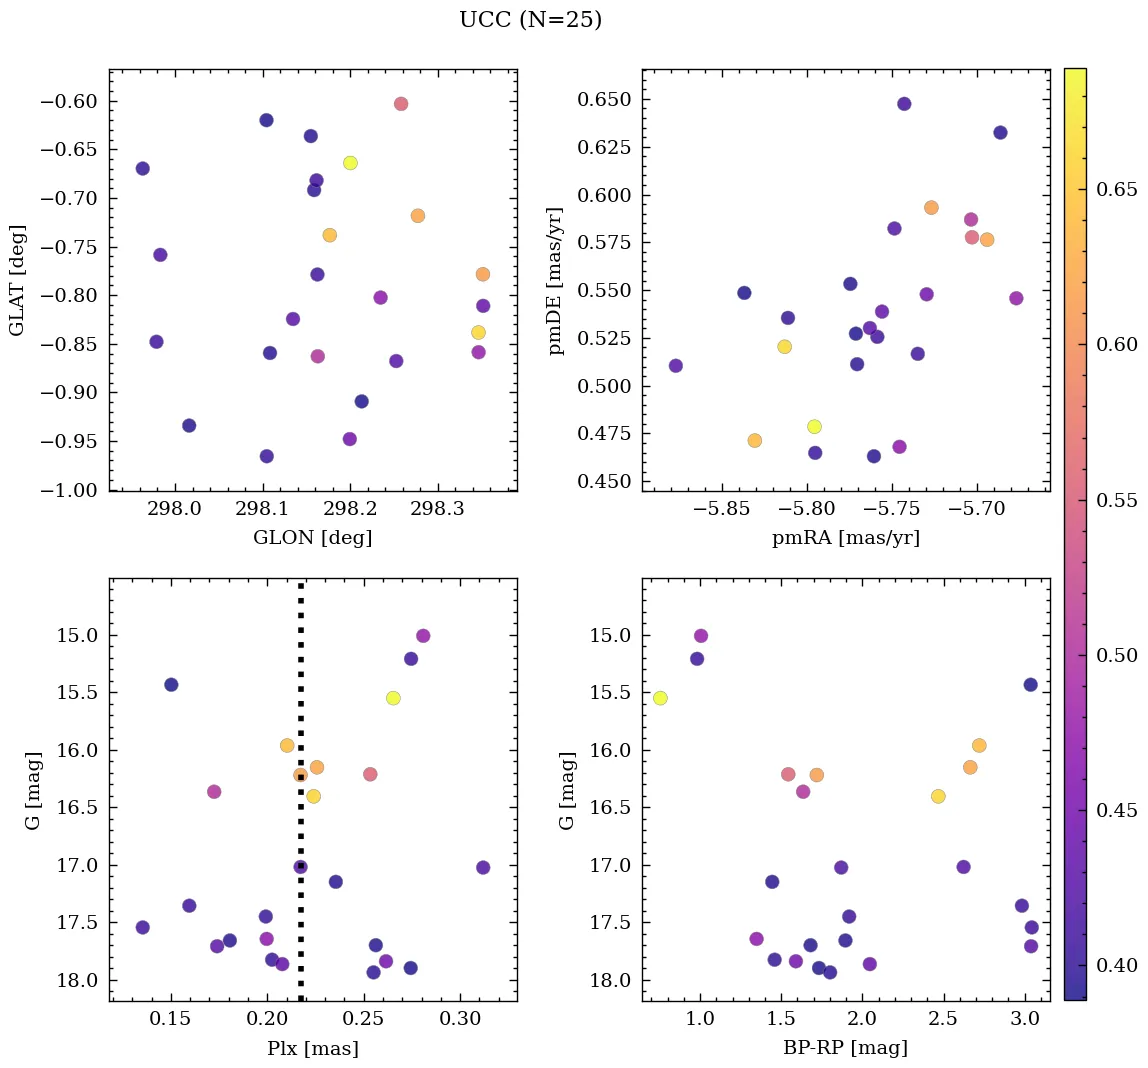 UCC (N=25)
−0.60
−0.65
−0.70
−0.75
−0.80
−0.85
−0.90
−0.95
−1.00
GLAT [deg]
298.0 298.1 298.2 298.3
GLON [deg]
0.650
0.625
0.600
0.575
0.550
0.525
0.500
0.475
0.450
pmDE [mas/yr]
−5.85 −5.80 −5.75 −5.70
pmRA [mas/yr]
15.0
15.5
16.0
16.5
17.0
17.5
18.0
G [mag]
0.15 0.20 0.25 0.30
Plx [mas]
15.0
15.5
16.0
16.5
17.0
17.5
18.0
G [mag]
1.0 1.5 2.0 2.5 3.0
BP-RP [mag]
0.65
0.60
0.55
0.50
0.45
0.40